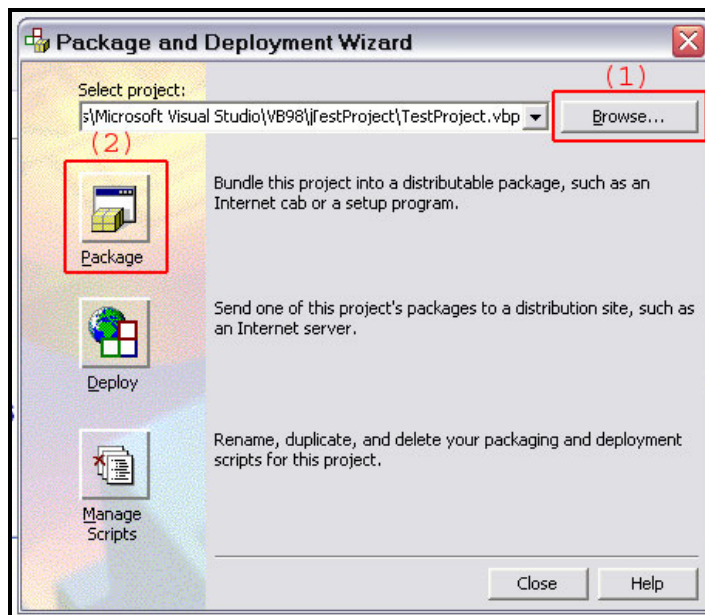 Package and Deployment Wizard
(1)
Select project:
s\Microsoft Visual Studio\VB98\jTestProject\TestProject.vbp
Browse...
(2)
Package
Bundle this project into a distributable package, such as an
Internet cab or a setup program.
Deploy
Send one of this project's packages to a distribution site, such as
an Internet server.
Manage
Scripts
Rename, duplicate, and delete your packaging and deployment
scripts for this project.
Close
Help